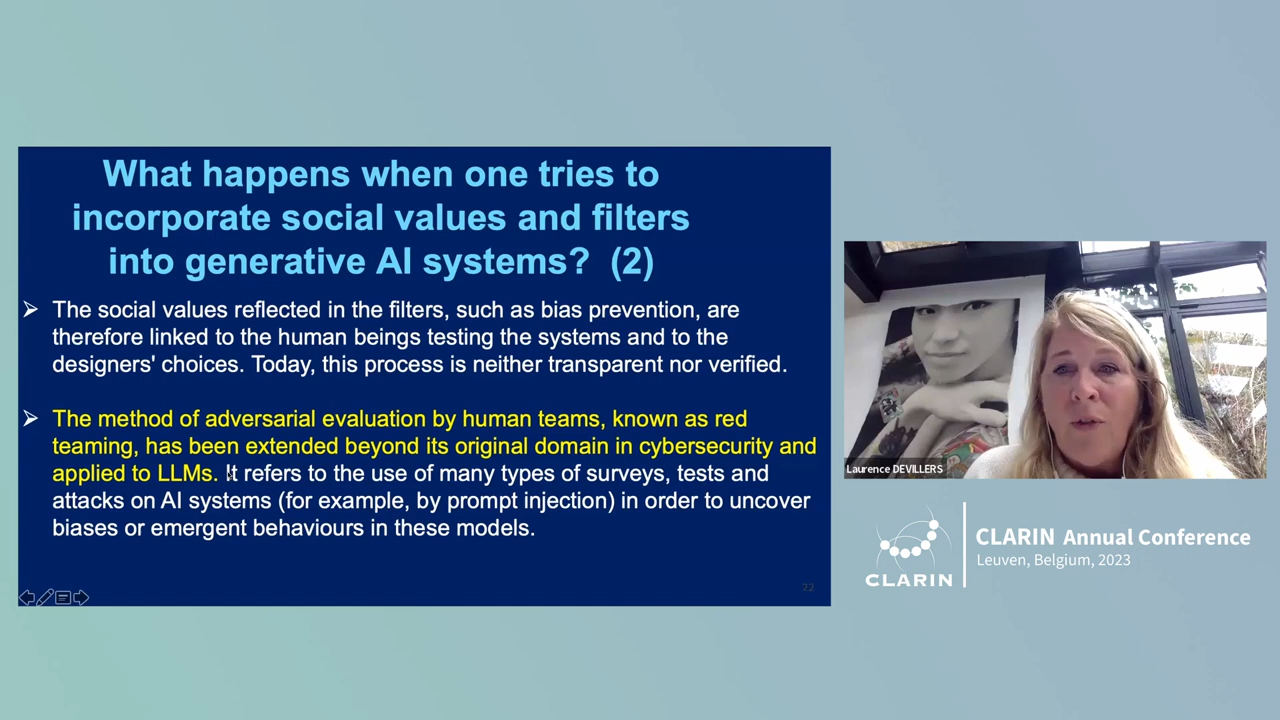 What happens when one tries to
incorporate social values and filters
into generative AI systems? (2)
➢ The social values reflected in the filters, such as bias prevention, are
therefore linked to the human beings testing the systems and to the
designers' choices. Today, this process is neither transparent nor verified.
➢ The method of adversarial evaluation by human teams, known as red
teaming, has been extended beyond its original domain in cybersecurity and
applied to LLMs. It refers to the use of many types of surveys, tests and
attacks on AI systems (for example, by prompt injection) in order to uncover
biases or emergent behaviours in these models.
22
Laurence DEVILLERS
CLARIN
CLARIN Annual Conference
Leuven, Belgium, 2023